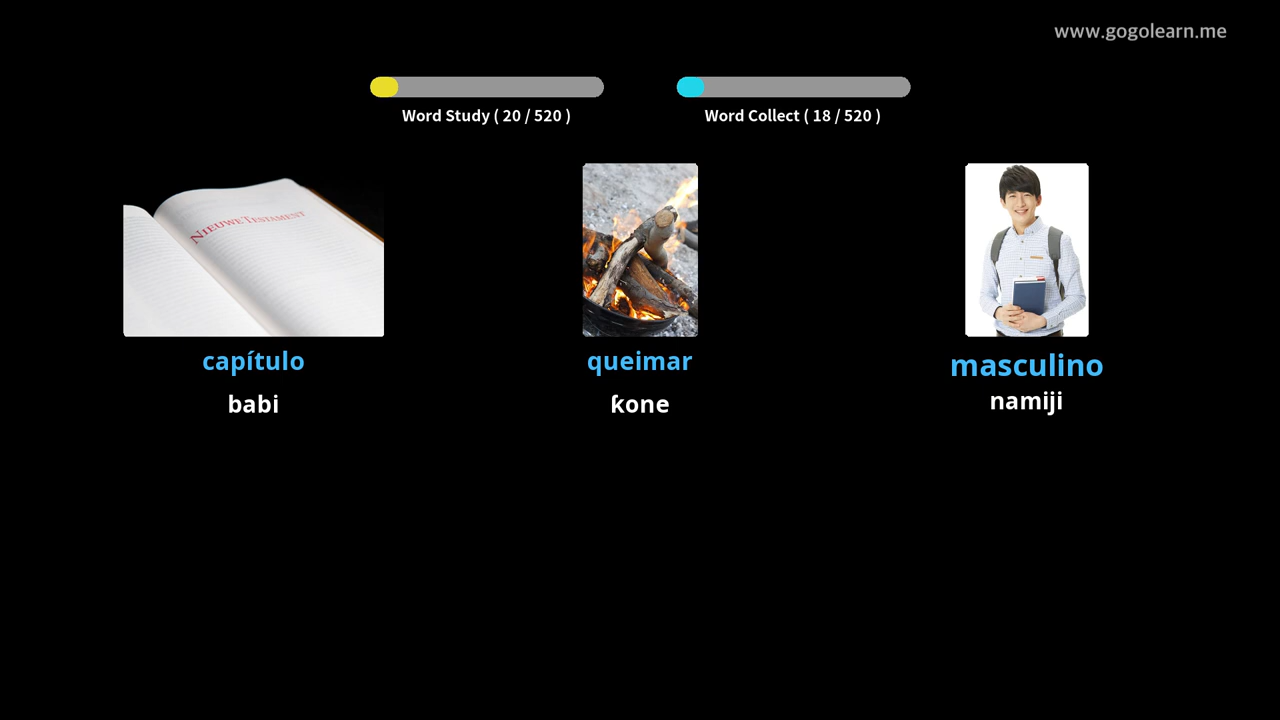 www.gogolearn.me
Word Study ( 20 / 520 )
Word Collect ( 18 / 520 )
NIEUWE TESTAMENT
capítulo
queimar
masculino
babi
ƙone
namiji